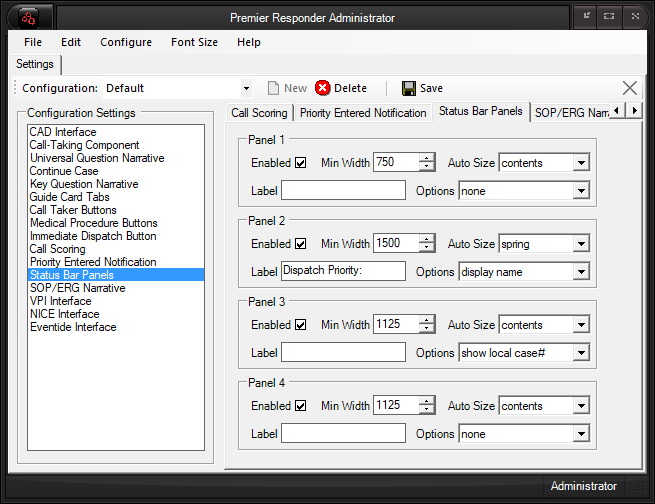 Premier Responder Administrator
File Edit Configure Font Size Help
Settings
Configuration: Default New Delete Save
Configuration Settings
CAD Interface
Call-Taking Component
Universal Question Narrative
Continue Case
Key Question Narrative
Guide Card Tabs
Call Taker Buttons
Medical Procedure Buttons
Immediate Dispatch Button
Call Scoring
Priority Entered Notification
Status Bar Panels
SOP/ERG Narrative
VPI Interface
NICE Interface
Eventide Interface
Call Scoring Priority Entered Notification Status Bar Panels SOP/ERG Narra
Panel 1
Enabled Min Width 750 Auto Size contents
Label Options none
Panel 2
Enabled Min Width 1500 Auto Size spring
Label Dispatch Priority: Options display name
Panel 3
Enabled Min Width 1125 Auto Size contents
Label Options show local case#
Panel 4
Enabled Min Width 1125 Auto Size contents
Label Options none
Administrator